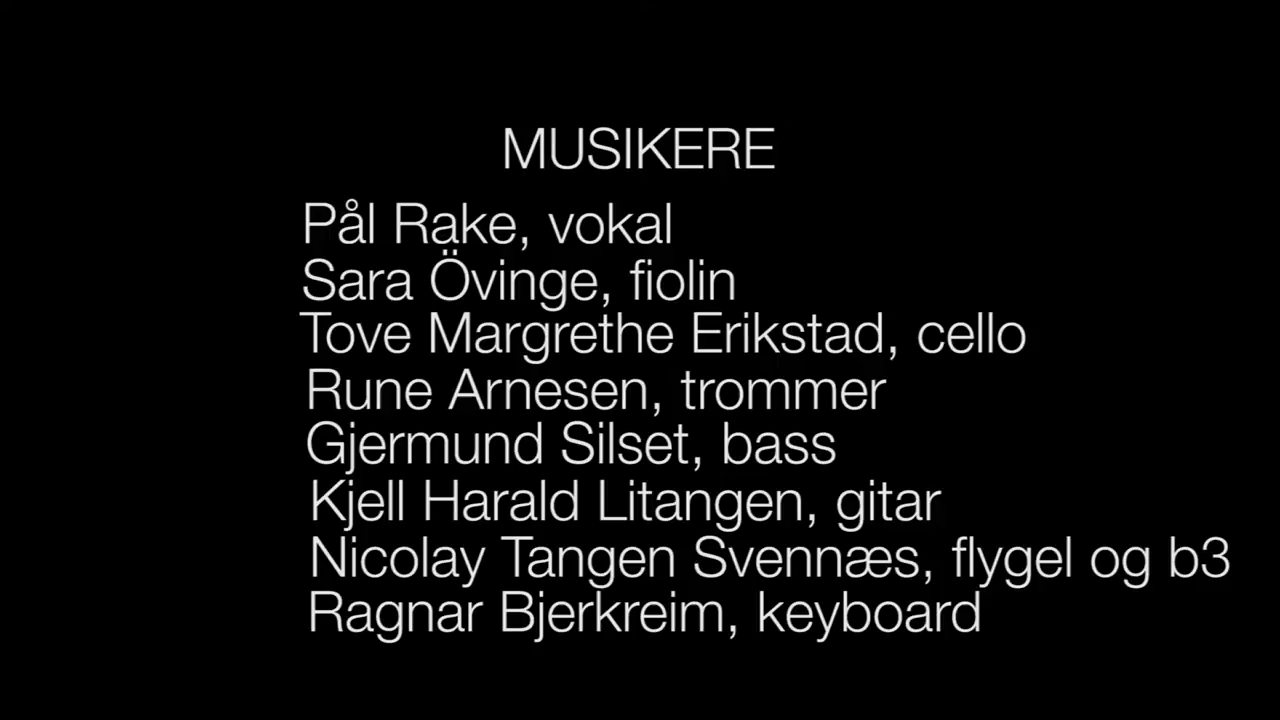 MUSIKERE
Pål Rake, vokal
Sara Övinge, fiolin
Tove Margrethe Erikstad, cello
Rune Arnesen, trommer
Gjermund Silset, bass
Kjell Harald Litangen, gitar
Nicolay Tangen Svennæs, flygel og b3
Ragnar Bjerkreim, keyboard